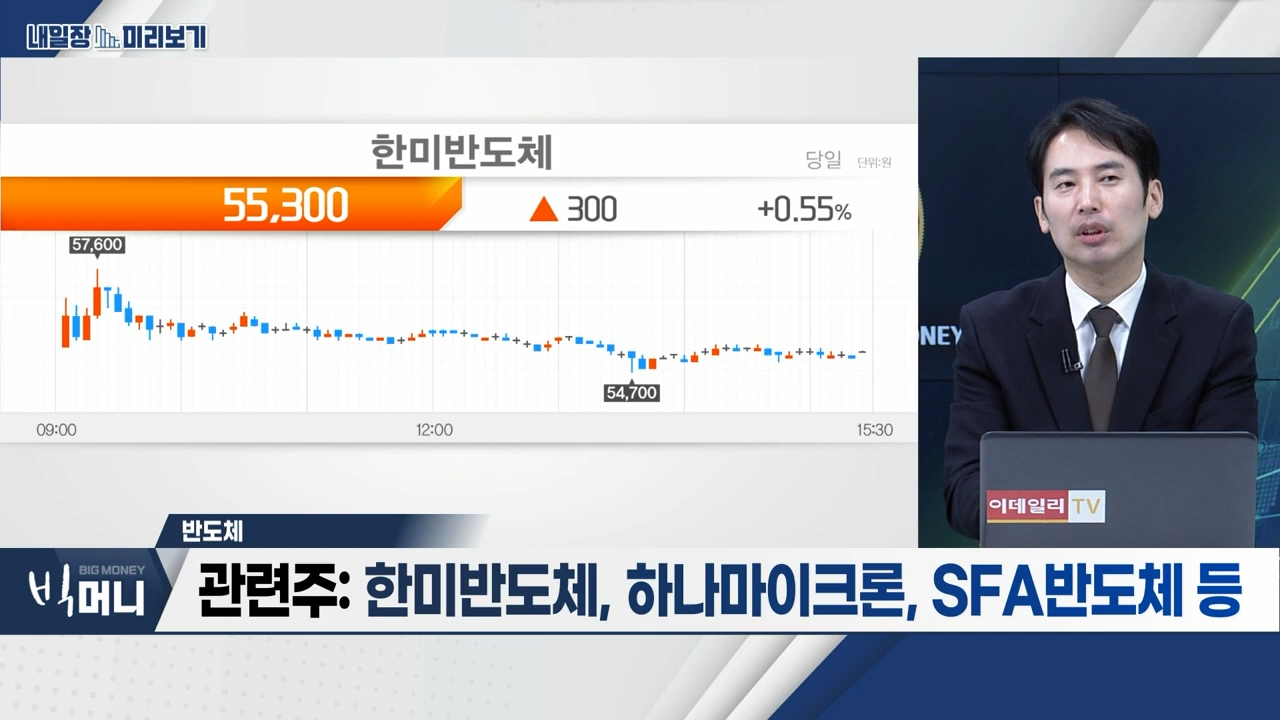 내일장 미리보기
한미반도체
당일 단위:원
55,300 ▲ 300 +0.55%
57,600
54,700
09:00 12:00 15:30
MONEY
이데일리 TV
반도체
BIG MONEY
빅머니
관련주: 한미반도체, 하나마이크론, SFA반도체 등